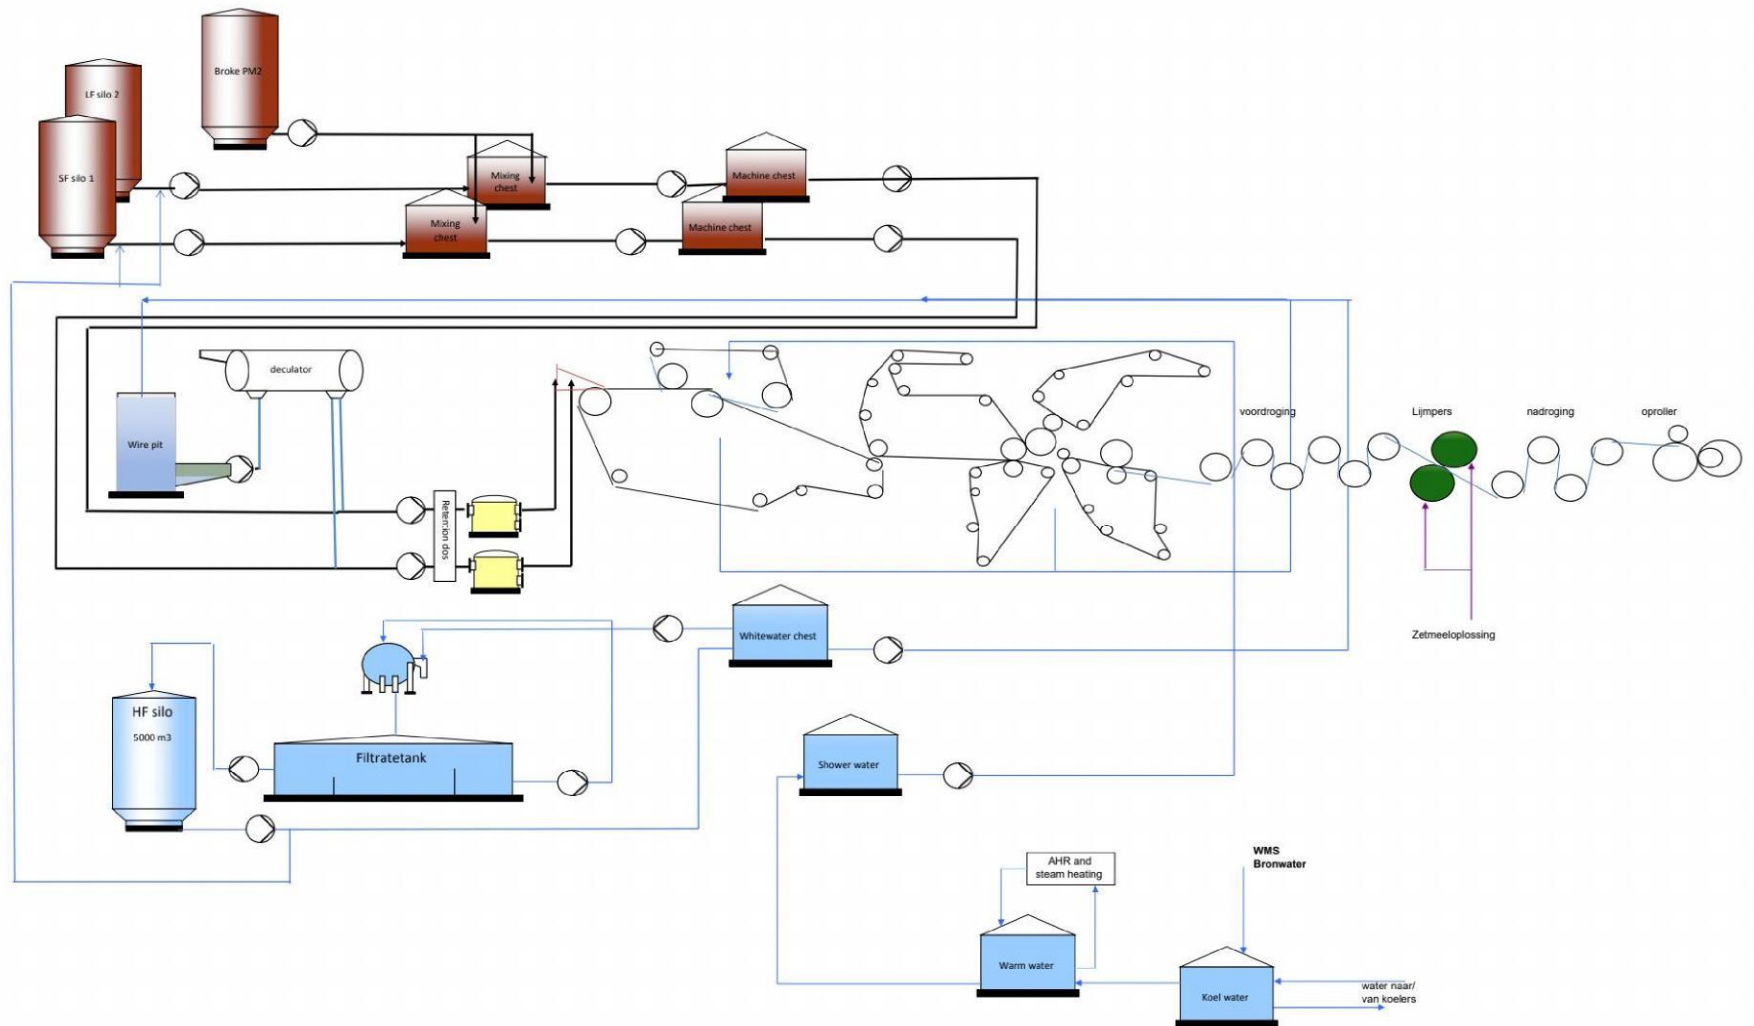 Broke PM2
LF silo 2
SF silo 1
Mixing
chest
Machine chest
Mixing
chest
Machine chest
deculator
Wire pit
Retention dos
voordroging
Lijmpers
nadroging
oproller
Zetmeeloplossing
Whitewater chest
HF silo
5000 m3
Filtratetank
Shower water
AHR and
steam heating
WMS
Bronwater
Warm water
Koel water
water naar/
van koelers